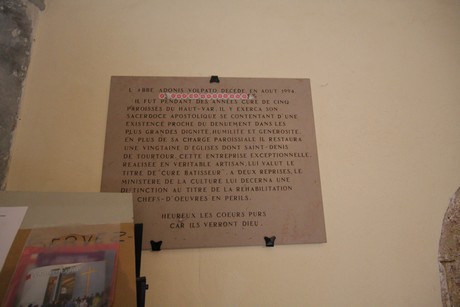 L'ABBE ADONIS VOLPATO DECEDE EN AOUT 1994.
IL FUT PENDANT DES ANNEES CURE DE CINQ
PAROISSES DU HAUT-VAR. IL Y EXERCA SON
SACERDOCE APOSTOLIQUE SE CONTENTANT D'UNE
EXISTENCE PROCHE DU DENUEMENT DANS LES
PLUS GRANDES DIGNITE HUMILITE ET GENEROSITE.
EN PLUS DE SA CHARGE PAROISSIALE IL RESTAURA
UNE VINGTAINE D'EGLISES DONT SAINT-DENIS
DE TOURTOUR. CETTE ENTREPRISE EXCEPTIONNELLE,
REALISEE EN VERITABLE ARTISAN, LUI VALUT LE
TITRE DE "CURE BATISSEUR". A DEUX REPRISES, LE
MINISTERE DE LA CULTURE LUI DECERNA UNE
DISTINCTION AU TITRE DE LA REHABILITATION
CHEFS-D'OEUVRES EN PERILS.
HEUREUX LES COEURS PURS
CAR ILS VERRONT DIEU.